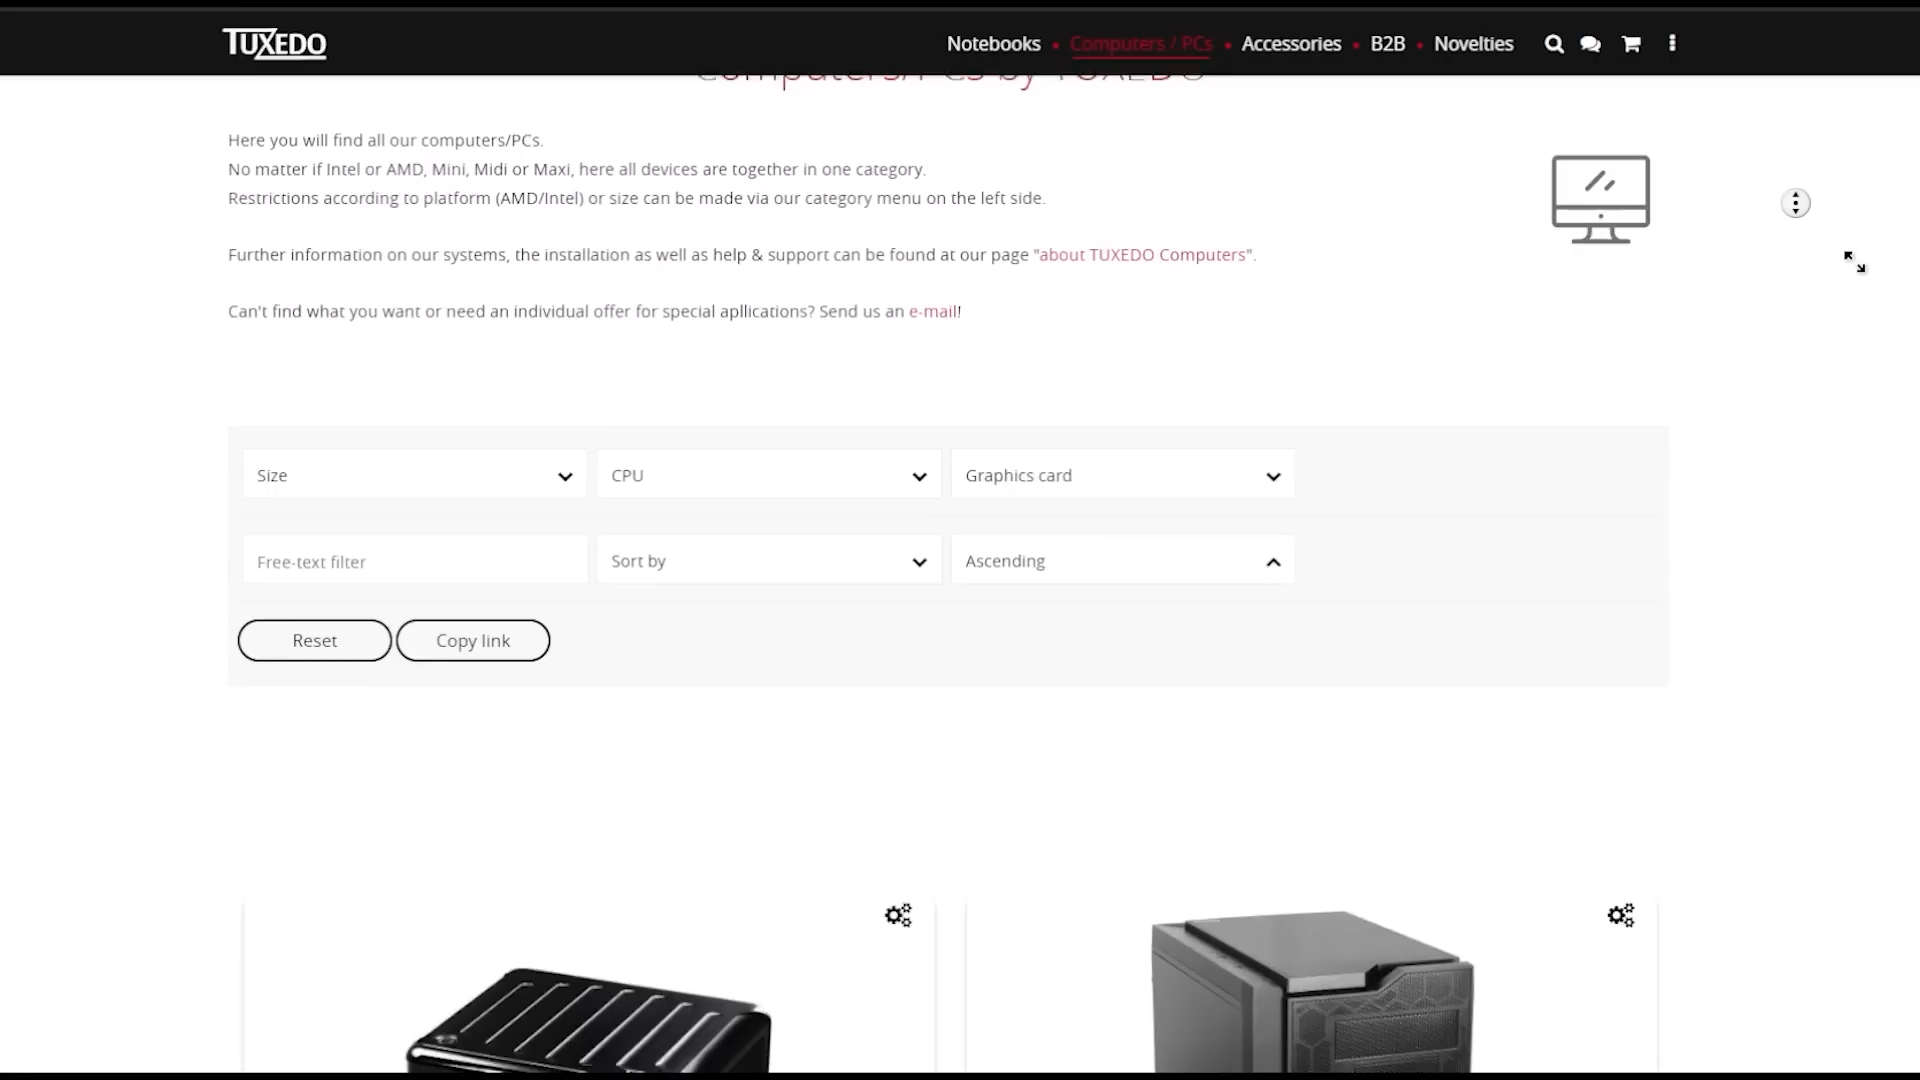 TUXEDO
Notebooks • Computers / PCs • Accessories • B2B • Novelties
Computers/PCs by TUXEDO
Here you will find all our computers/PCs.
No matter if Intel or AMD, Mini, Midi or Maxi, here all devices are together in one category.
Restrictions according to platform (AMD/Intel) or size can be made via our category menu on the left side.
Further information on our systems, the installation as well as help & support can be found at our page "about TUXEDO Computers".
Can't find what you want or need an individual offer for special apllications? Send us an e-mail!
Size
CPU
Graphics card
Free-text filter
Sort by
Ascending
Reset
Copy link